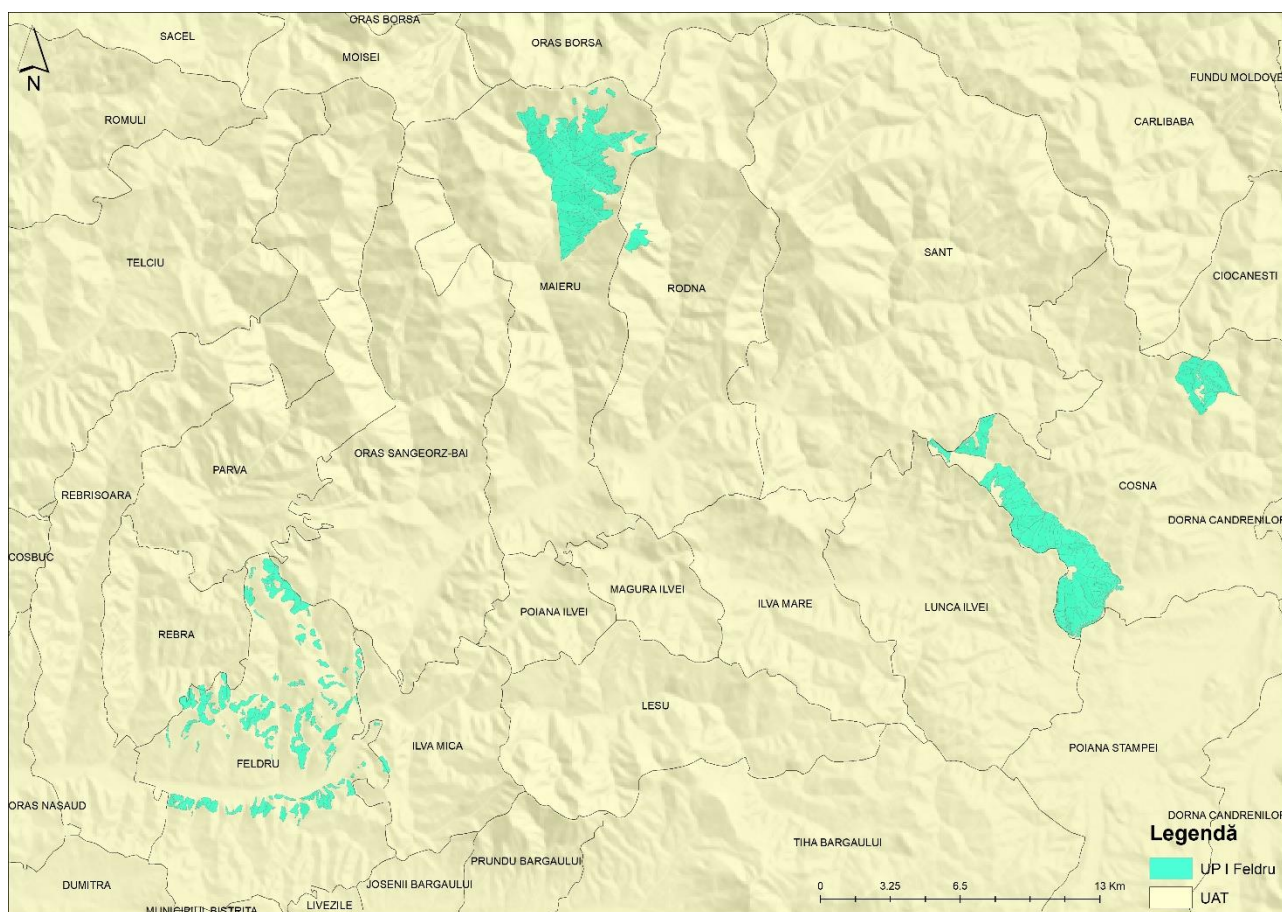 ORAS BORSA
SACEL
ORAS BORSA
MOISEI
N
FUNDU MOLDOVE
ROMULI
CARLIBABA
TELCIU
SANT
CIOCANESTI
MAIERU
RODNA
ORAS SANGEORZ-BAI
PARVA
COSNA
REBRISOARA
DORNA CANDRENILOR
COSBUC
MAGURA ILVEI
ILVA MARE
POIANA ILVEI
LUNCA ILVEI
REBRA
LESU
ILVA MICA
POIANA STAMPEI
FELDRU
ORAS NASAUD
DORNA CANDRENILOR
Legendă
TIHA BARGAULUI
PRUNDU BARGAULUI
UP I Feldru
DUMITRA
JOSENII BARGAULUI
0 3.25 6.5 13 Km
UAT
LIVEZILE
MUNICIPIUL BISTRITA